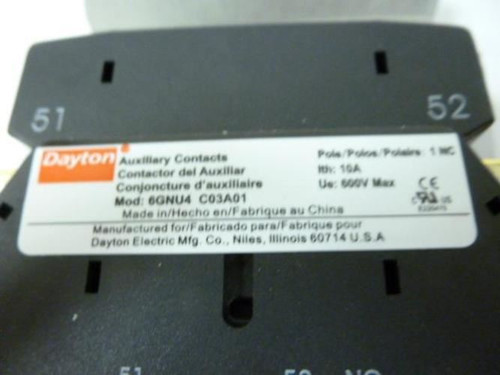 51
52
Dayton
Auxiliary Contacts
Contactor del Auxiliar
Conjoncture d'auxiliaire
Mod: 6GNU4 C03A01
Pole/Polos/Polaire: 1 NC
Ith: 10A
Ue: 600V Max
CE
Made in/Hecho en/Fabrique au China
Manufactured for/Fabricado para/Fabrique pour
Dayton Electric Mfg. Co., Niles, Illinois 60714 U.S.A
51
52